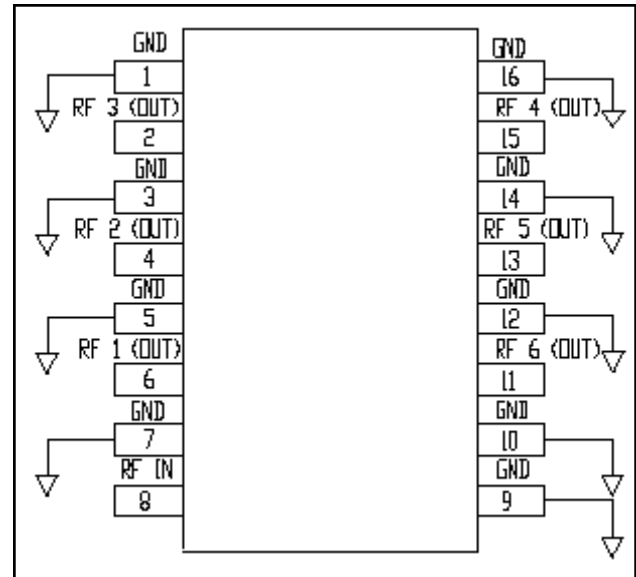 GND
1
RF 3 (OUT)
2
GND
3
RF 2 (OUT)
4
GND
5
RF 1 (OUT)
6
GND
7
RF IN
8
GND
16
RF 4 (OUT)
15
GND
14
RF 5 (OUT)
13
GND
12
RF 6 (OUT)
11
GND
10
GND
9